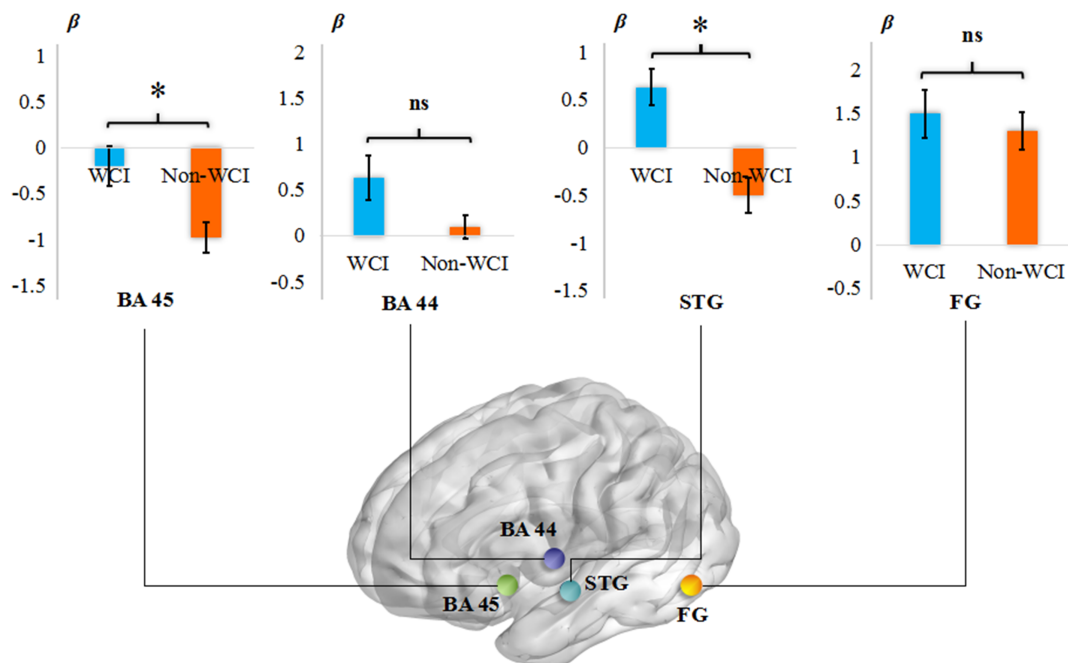 β
1
0.5
0
-0.5
-1
-1.5
*
WCI
Non-WCI
BA 45
β
2
1.5
1
0.5
0
-0.5
ns
WCI
Non-WCI
BA 44
β
1
0.5
0
-0.5
-1
-1.5
*
WCI
Non-WCI
STG
β
2
1.5
1
0.5
0
-0.5
ns
WCI
Non-WCI
FG
BA 44
STG
BA 45
FG